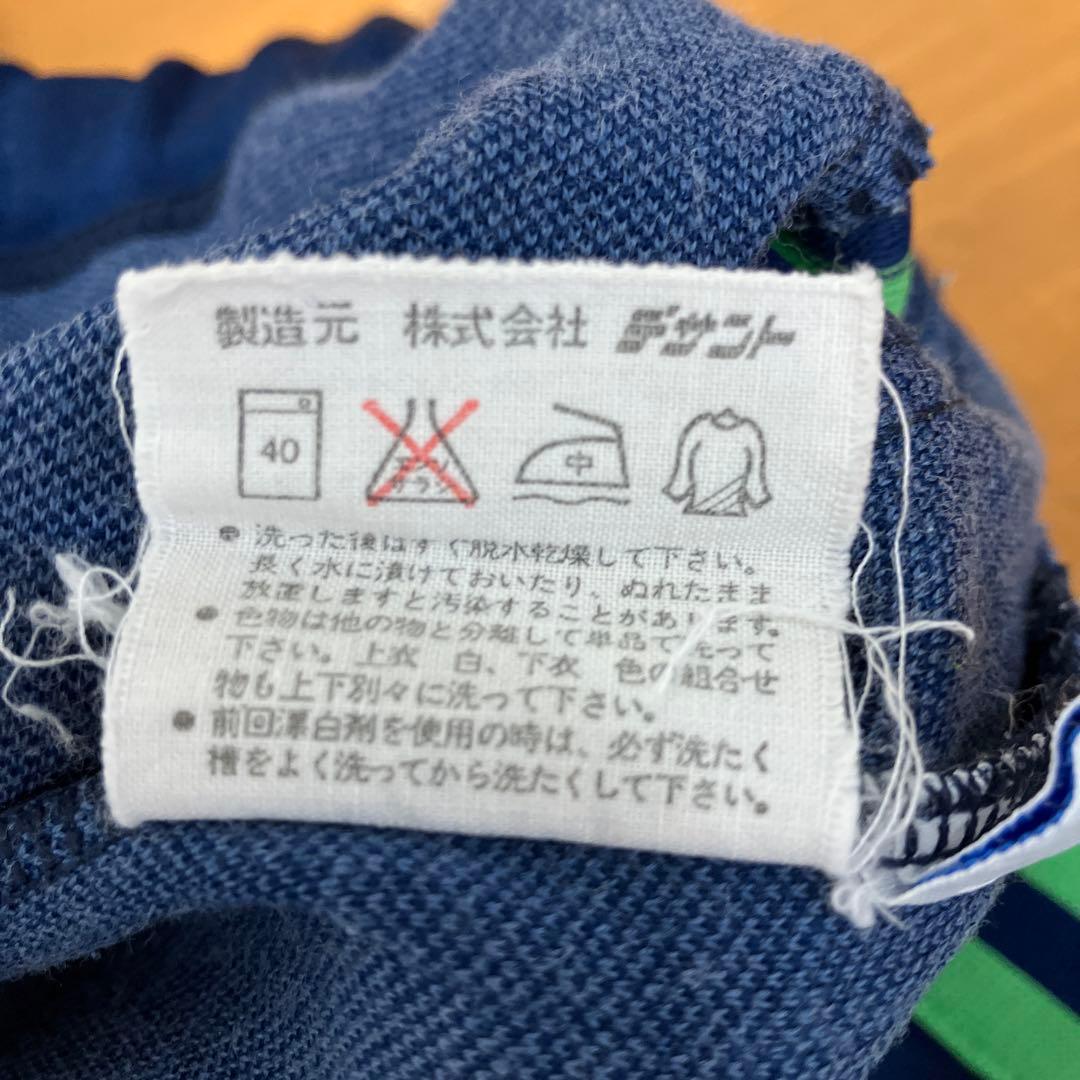 製造元 株式会社 デサント
40 エンソ サラシ 中
● 洗った後はすぐ脱水乾燥して下さい。
長く水に漬けておいたり、ぬれたまま
放置しますと汚染することがあります。
● 色物は他の物と分離して単品で洗って
下さい。上衣 白、下衣 色の組合せ
物も上下別々に洗って下さい。
● 前回漂白剤を使用の時は、必ず洗たく
槽をよく洗ってから洗たくして下さい。